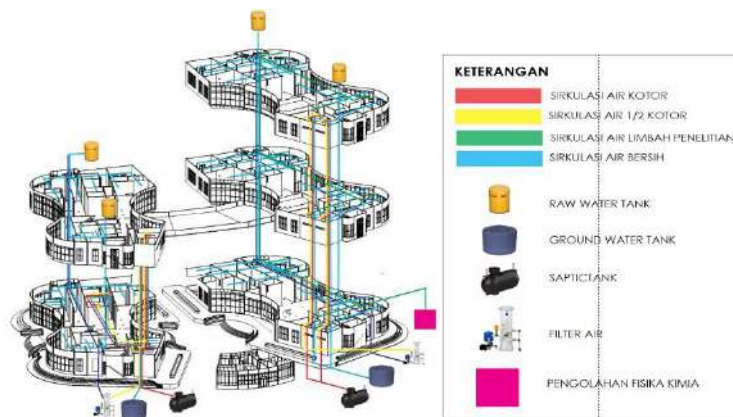 KETERANGAN
SIRKULASI AIR KOTOR
SIRKULASI AIR 1/2 KOTOR
SIRKULASI AIR LIMBAH PENELITIAN
SIRKULASI AIR BERSIH
RAW WATER TANK
GROUND WATER TANK
SAPTICTANK
FILTER AIR
PENGOLAHAN FISIKA KIMIA